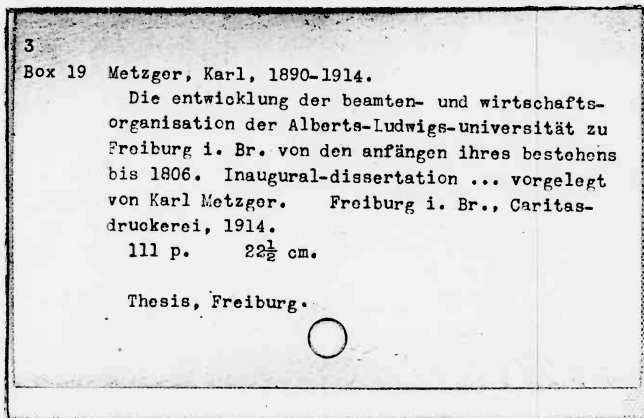 3
Box 19 Metzger, Karl, 1890-1914.
Die entwicklung der beamten- und wirtschafts-
organisation der Alberts-Ludwigs-universität zu
Freiburg i. Br. von den anfängen ihres bestehens
bis 1806. Inaugural-dissertation ... vorgelegt
von Karl Metzger. Freiburg i. Br., Caritas-
druckerei, 1914.
111 p. 22½ cm.
Thesis, Freiburg.